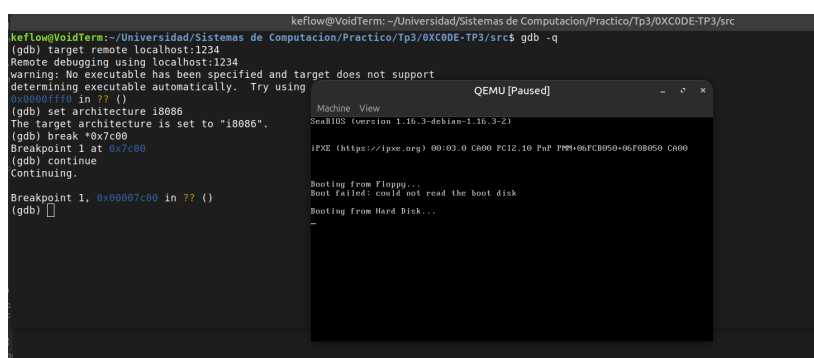 keflow@VoidTerm: ~/Universidad/Sistemas de Computacion/Practico/Tp3/0XC0DE-TP3/src
keflow@VoidTerm:~/Universidad/Sistemas de Computacion/Practico/Tp3/0XC0DE-TP3/src$ gdb -q
(gdb) target remote localhost:1234
Remote debugging using localhost:1234
warning: No executable has been specified and target does not support
determining executable automatically.  Try using
0x0000fff0 in ?? ()
(gdb) set architecture i8086
The target architecture is set to "i8086".
(gdb) break *0x7c00
Breakpoint 1 at 0x7c00
(gdb) continue
Continuing.
Breakpoint 1, 0x00007c00 in ?? ()
(gdb)
QEMU [Paused]
Machine View
SeaBIOS (version 1.16.3-debian-1.16.3-2)
iPXE (https://ipxe.org) 00:03.0 CA00 PCI2.10 PnP PMM+06FCB050+06F0B050 CA00
Booting from Floppy...
Boot failed: could not read the boot disk
Booting from Hard Disk...